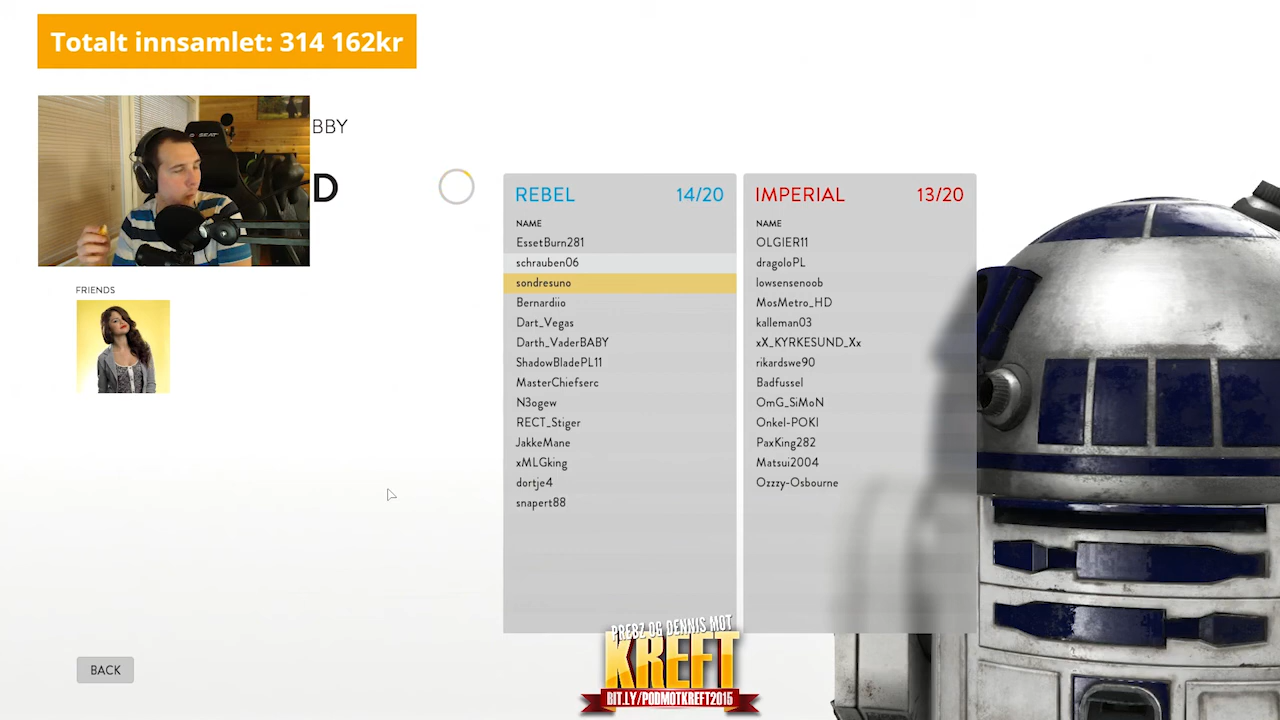 Totalt innsamlet: 314 162kr
BBY
D
SEAT
FRIENDS
REBEL 14/20
NAME
EssetBurn281
schrauben06
sondresuno
Bernardiio
Dart_Vegas
Darth_VaderBABY
ShadowBladePL11
MasterChiefserc
N3ogew
RECT_Stiger
JakkeMane
xMLGking
dortje4
snapert88
IMPERIAL 13/20
NAME
OLGIER11
dragoloPL
lowsensenoob
MosMetro_HD
kalleman03
xX_KYRKESUND_Xx
rikardswe90
Badfussel
OmG_SiMoN
Onkel-POKI
PaxKing282
Matsui2004
Ozzzy-Osbourne
BACK
PREBZ OG DENNIS MOT
KREFT
BIT.LY/PODMOTKREFT2015